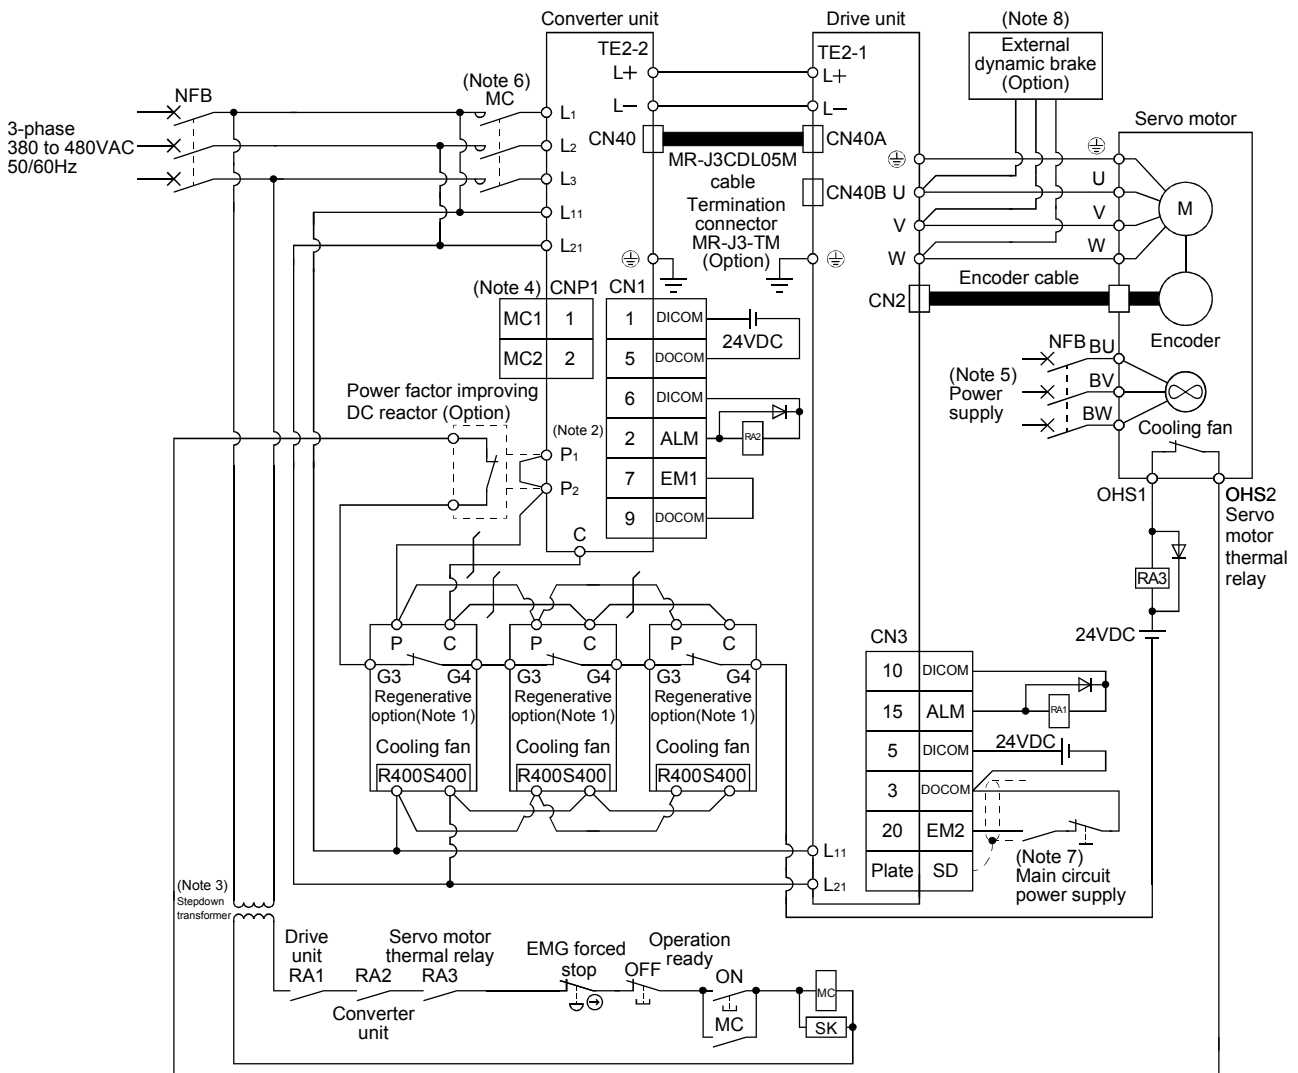 Converter unit
Drive unit
(Note 8)
External
dynamic brake
(Option)
TE2-2
TE2-1
L+
L+
L−
L−
NFB
(Note 6)
MC
3-phase
380 to 480VAC
50/60Hz
L1
L2
L3
L11
L21
CN40
CN40A
MR-J3CDL05M
cable
CN40B
Termination
connector
MR-J3-TM
(Option)
Servo motor
U
V
W
U
V
W
M
CN2
Encoder cable
Encoder
(Note 4)
CNP1
MC1 1
MC2 2
CN1
1 DICOM
24VDC
5 DOCOM
6 DICOM
2 ALM
RA2
7 EM1
9 DOCOM
NFB
BU
BV
BW
(Note 5)
Power
supply
Cooling fan
OHS1
OHS2
Servo
motor
thermal
relay
RA3
24VDC
Power factor improving
DC reactor (Option)
(Note 2)
P1
P2
C
P C
P C
P C
G3 G4
G3 G4
G3 G4
Regenerative
option(Note 1)
Regenerative
option(Note 1)
Regenerative
option(Note 1)
Cooling fan
Cooling fan
Cooling fan
R400S400
R400S400
R400S400
CN3
10 DICOM
15 ALM
RA1
5 DICOM
24VDC
3 DOCOM
20 EM2
Plate SD
(Note 7)
Main circuit
power supply
L11
L21
(Note 3)
Stepdown
transformer
Drive
unit
RA1
RA2
Converter
unit
Servo motor
thermal relay
RA3
EMG forced
stop
OFF
Operation
ready
ON
MC
MC
SK